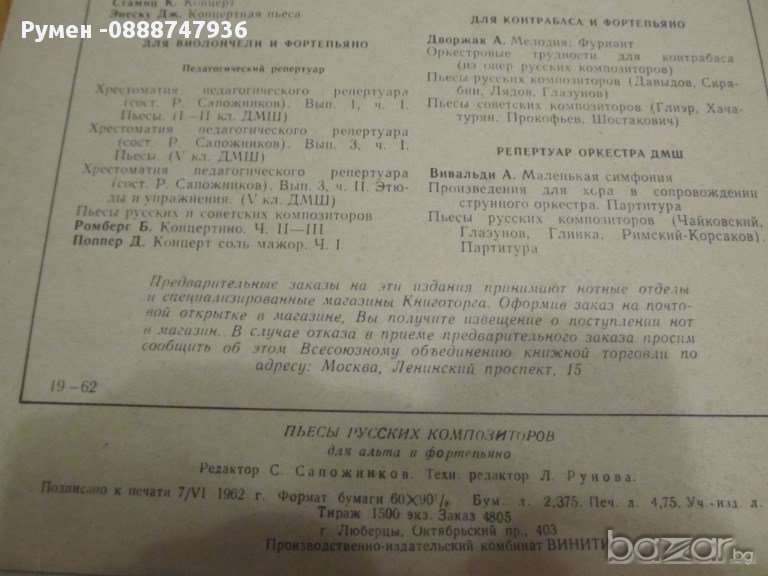 Стамиц К. Концерт
Энеску Дж. Концертная пьеса
Румен -0888747936
ДЛЯ ВИОЛОНЧЕЛИ И ФОРТЕПЬЯНО
Педагогический репертуар
Хрестоматия педагогического репертуара
(сост. Р. Сапожников). Вып. 1, ч. I.
Пьесы. (I—II кл. ДМШ)
Хрестоматия педагогического репертуара
(сост. Р. Сапожников). Вып. 3, ч. I.
Пьесы. (V кл. ДМШ)
Хрестоматия педагогического репертуара
(сост. Р. Сапожников). Вып. 3, ч. II. Этю-
ды и упражнения. (V кл. ДМШ)
Пьесы русских и советских композиторов
Ромберг Б. Концертино. Ч. II—III
Поппер Д. Концерт соль мажор. Ч. I
ДЛЯ КОНТРАБАСА И ФОРТЕПЬЯНО
Дворжак А. Мелодия; Фуриант
Оркестровые трудности для контрабаса
(из опер русских композиторов)
Пьесы русских композиторов (Давыдов, Скря-
бин, Лядов, Глазунов)
Пьесы советских композиторов (Глиэр, Хача-
турян, Прокофьев, Шостакович)
РЕПЕРТУАР ОРКЕСТРА ДМШ
Вивальди А. Маленькая симфония
Произведения для хора в сопровождении
струнного оркестра. Партитура
Пьесы русских композиторов (Чайковский,
Глазунов, Глинка, Римский-Корсаков).
Партитура
Предварительные заказы на эти издания принимают нотные отделы
и специализированные магазины Книготорга. Оформив заказ на почто-
вой открытке в магазине, Вы получите извещение о поступлении нот
в магазин. В случае отказа в приеме предварительного заказа просим
сообщить об этом Всесоюзному объединению книжной торговли по
адресу: Москва, Ленинский проспект, 15
19—62
ПЬЕСЫ РУССКИХ КОМПОЗИТОРОВ
для альта и фортепьяно
Редактор С. Сапожников. Техн. редактор Л. Рунова.
Подписано к печати 7/VI 1962 г. Формат бумаги 60×90¹/₈ Бум. л. 2,375. Печ. л. 4,75. Уч.-изд. л.
Тираж 1500 экз. Заказ 4805
г. Люберцы, Октябрьский пр., 403
Производственно-издательский комбинат ВИНИТИ
bazar.bg